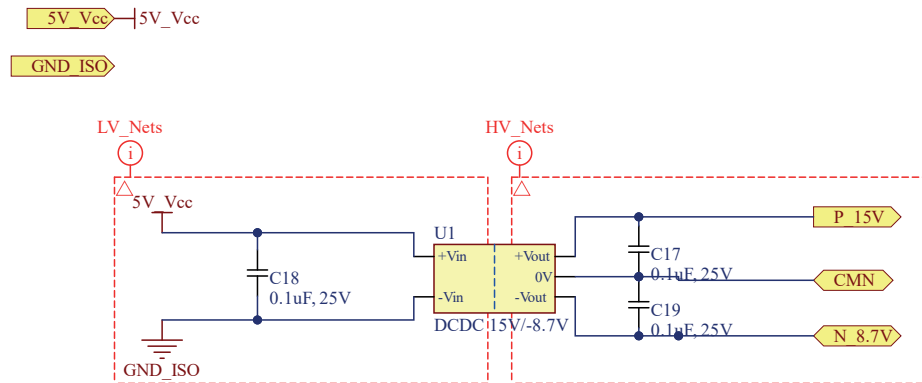 5V_Vcc 5V_Vcc
GND_ISO
LV_Nets HV_Nets
i i
5V_Vcc
P_15V
U1
+Vin +Vout
C17
0V
0.1uF, 25V
CMN
C18
0.1uF, 25V
-Vin -Vout
C19
DCDC 15V/-8.7V
0.1uF, 25V
N_8.7V
GND_ISO